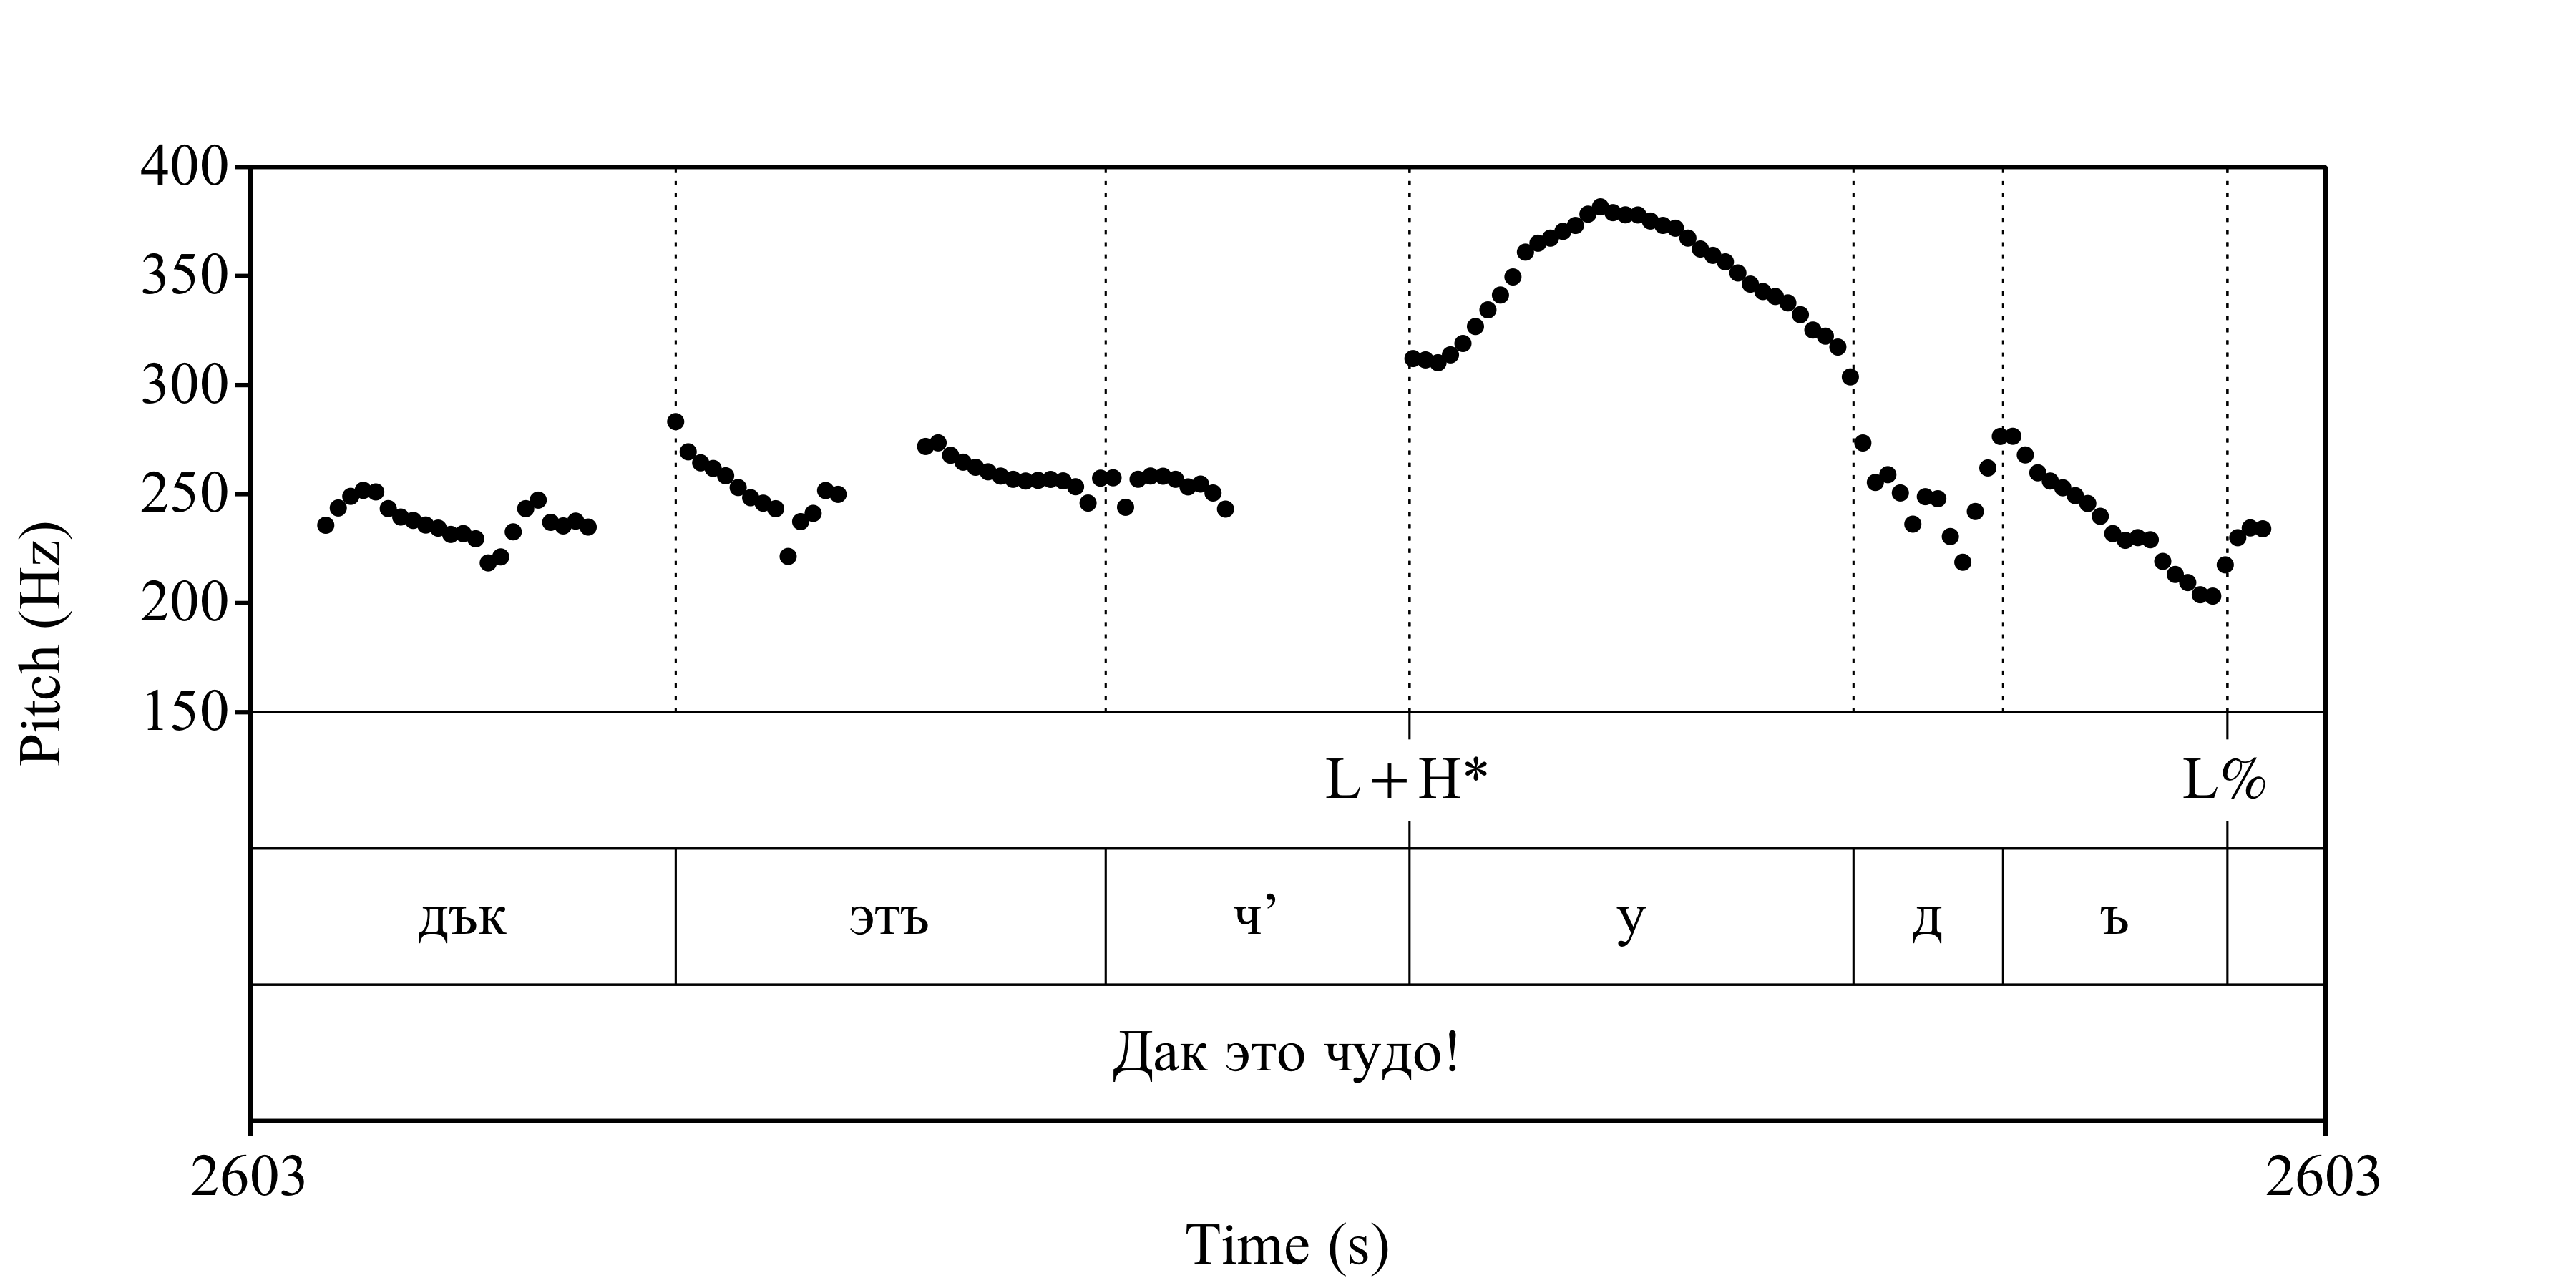 400
350
300
250
200
150
Pitch (Hz)
L+H* L%
дък этъ ч’ у д ъ
Дак это чудо!
2603 2603
Time (s)